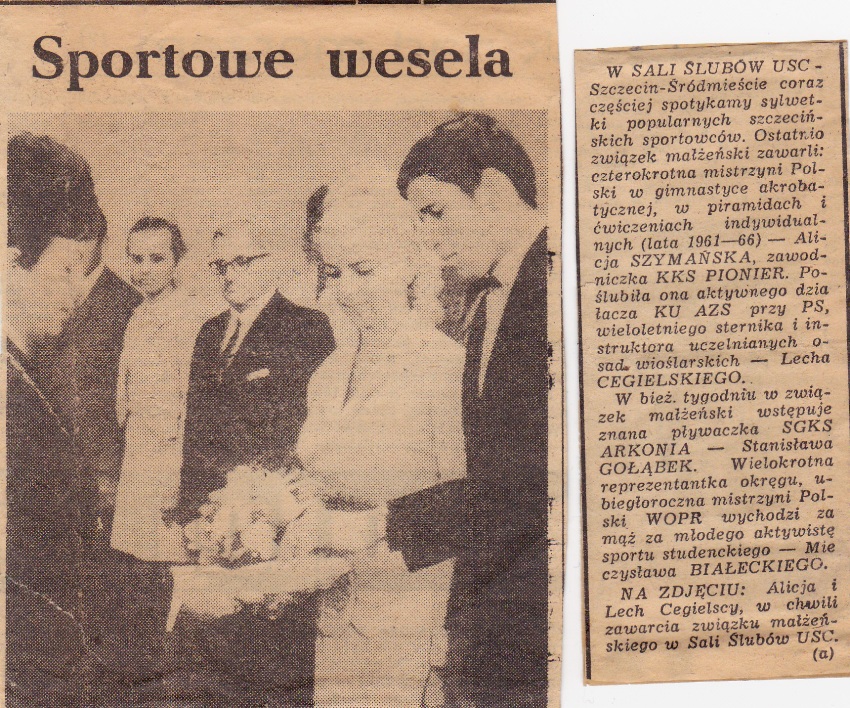 Sportowe wesela
W SALI ŚLUBÓW USC -
Szczecin-Śródmieście coraz
częściej spotykamy sylwet-
ki popularnych szczeciń-
skich sportowców. Ostatnio
związek małżeński zawarli:
czterokrotna mistrzyni Pol-
ski w gimnastyce akroba-
tycznej, w piramidach i
ćwiczeniach indywidual-
nych (lata 1961—66) — Ali-
cja SZYMAŃSKA, zawod-
niczka KKS PIONIER. Po-
ślubiła ona aktywnego dzia
łacza KU AZS przy PS,
wieloletniego sternika i in-
struktora uczelnianych o-
sad wioślarskich — Lecha
CEGIELSKIEGO.
W bież. tygodniu w zwią-
zek małżeński wstępuje
znana pływaczka SGKS
ARKONIA — Stanisława
GOŁĄBEK. Wielokrotna
reprezentantka okręgu, u-
biegłoroczna mistrzyni Pol-
ski WOPR wychodzi za
mąż za młodego aktywistę
sportu studenckiego — Mie
czysława BIAŁECKIEGO.
NA ZDJĘCIU: Alicja i
Lech Cegielscy, w chwili
zawarcia związku małżeń-
skiego w Sali Ślubów USC.
(a)